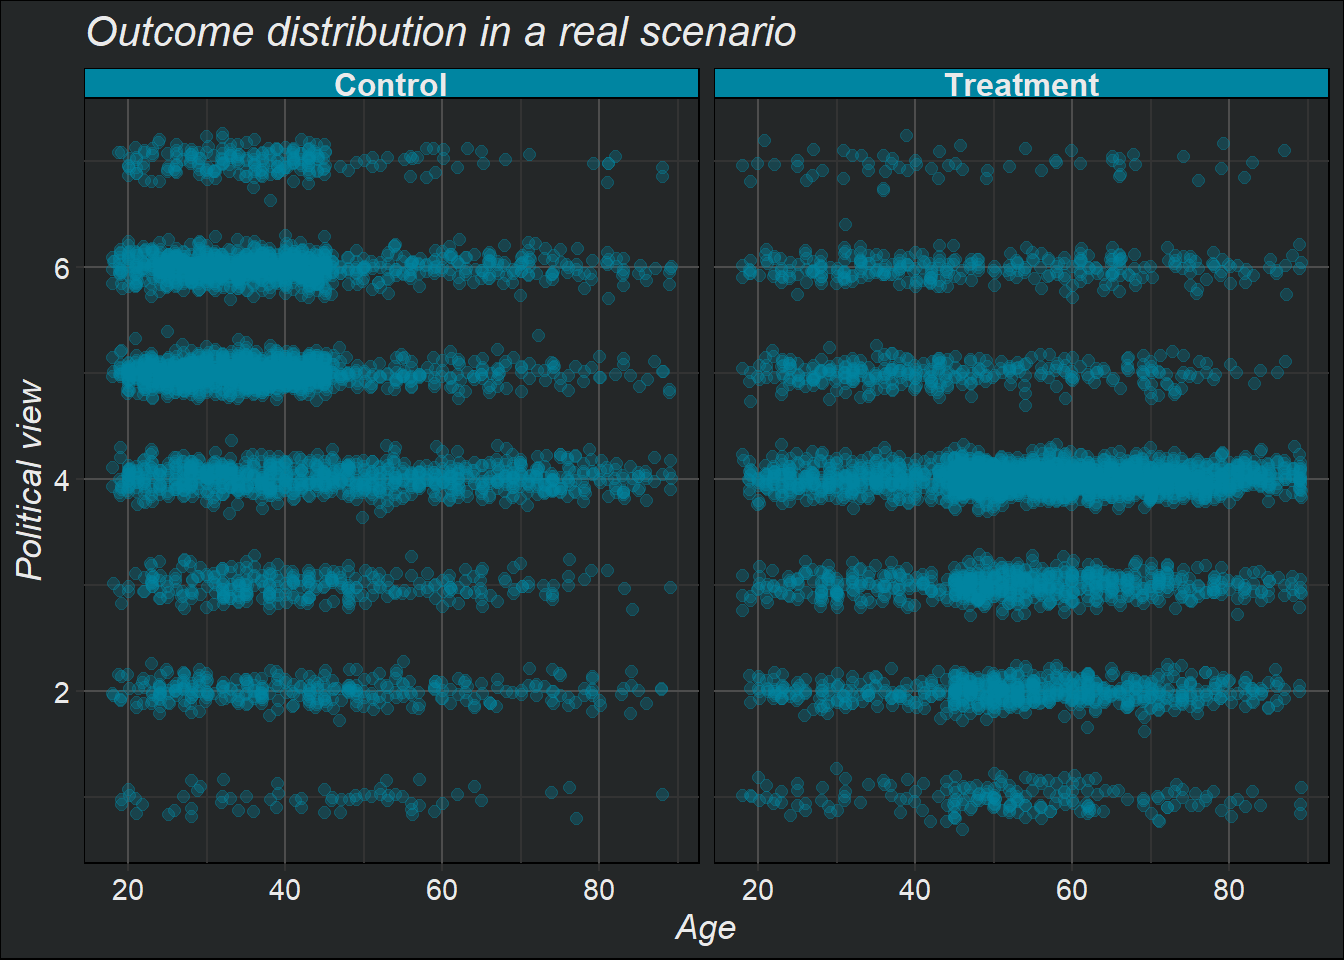 Outcome distribution in a real scenario
Control
Treatment
6
4
2
Political view
20 40 60 80
20 40 60 80
Age